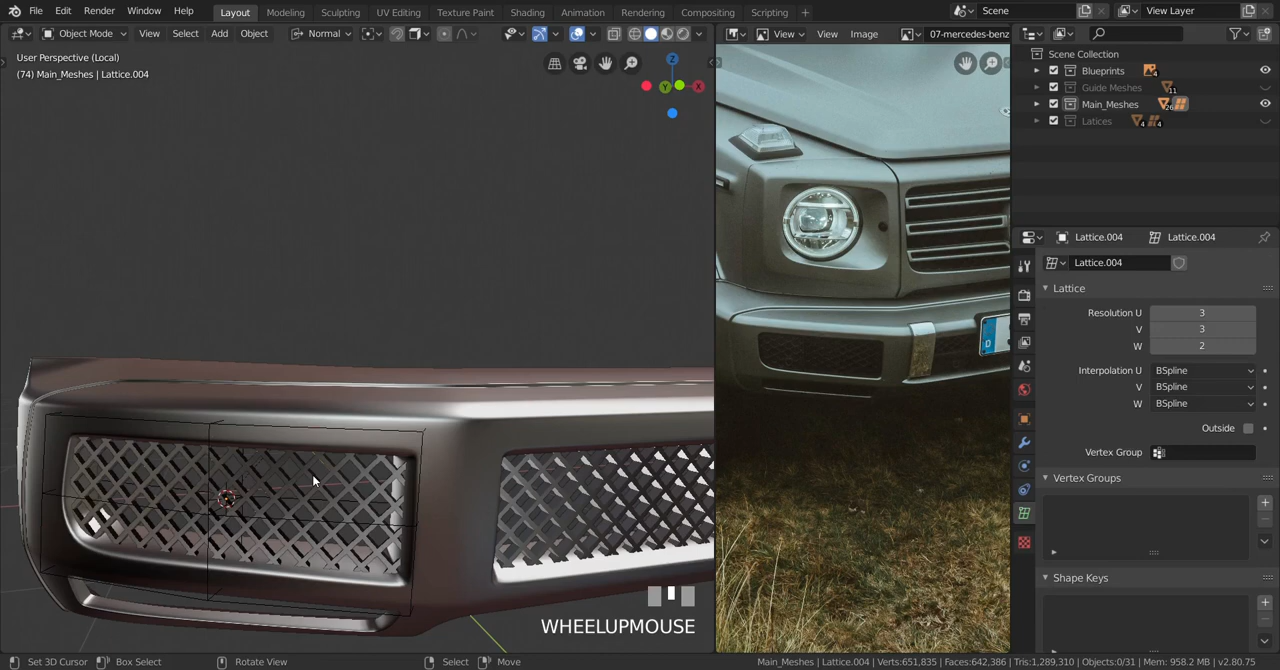 File Edit Render Window Help Layout Modeling Sculpting UV Editing Texture Paint Shading Animation Rendering Compositing Scripting + Scene View Layer
Object Mode View Select Add Object Normal View View Image 07-mercedes-benz
User Perspective (Local)
(74) Main_Meshes | Lattice.004
Z
Y
X
Scene Collection
Blueprints 4
Guide Meshes 11
Main_Meshes 26
Latices 4 4
Lattice.004 Lattice.004
Lattice.004
Lattice
Resolution U 3
V 3
W 2
Interpolation U BSpline
V BSpline
W BSpline
Outside
Vertex Group
Vertex Groups
Shape Keys
WHEELUPMOUSE
Set 3D Cursor Box Select Rotate View Select Move Main_Meshes | Lattice.004 | Verts:651,835 | Faces:642,386 | Tris:1,289,310 | Objects:0/31 | Mem: 958.2 MB | v2.80.75